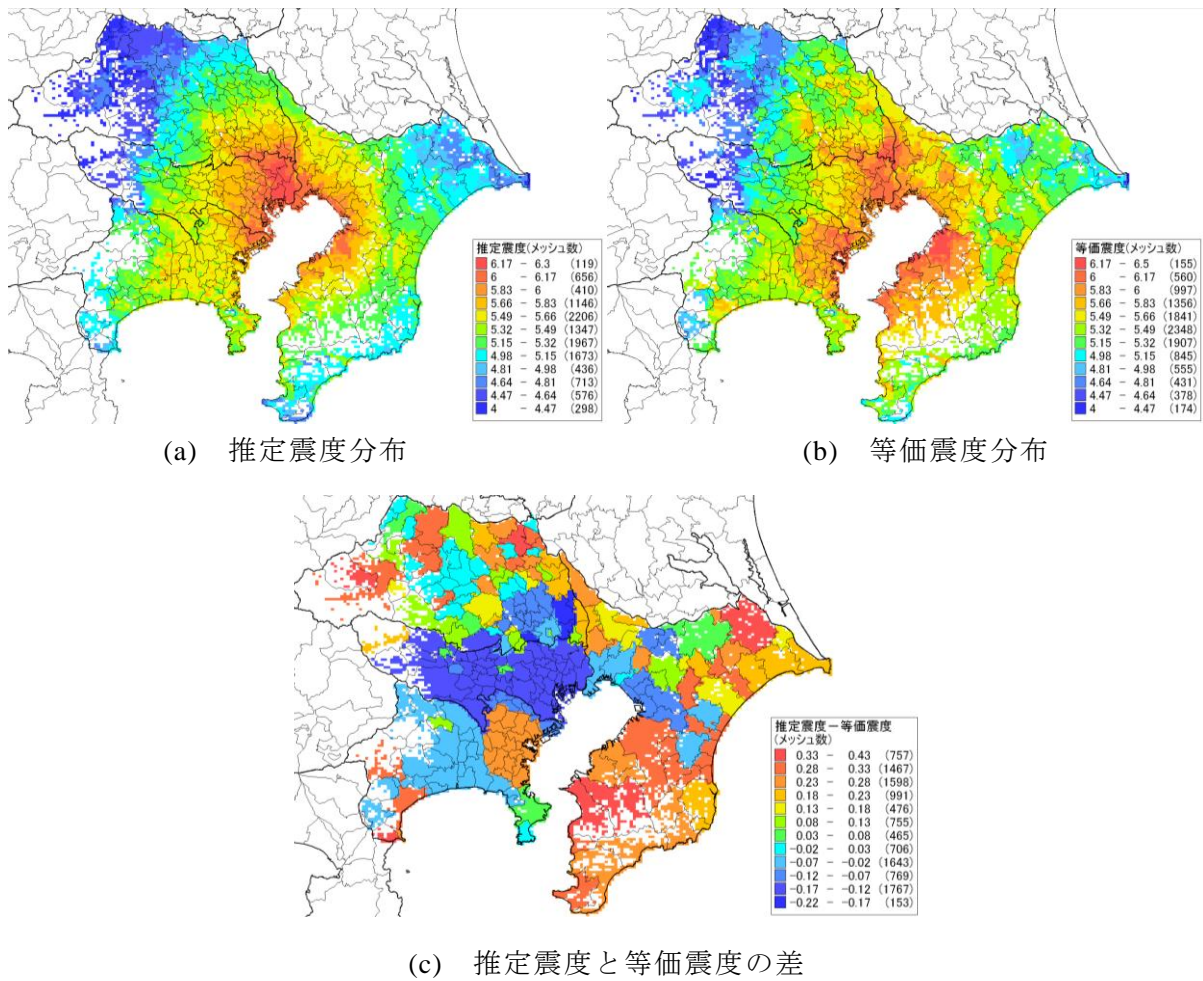 推定震度(メッシュ数)
6.17 － 6.3 (119)
6 － 6.17 (656)
5.83 － 6 (410)
5.66 － 5.83 (1146)
5.49 － 5.66 (2206)
5.32 － 5.49 (1347)
5.15 － 5.32 (1967)
4.98 － 5.15 (1673)
4.81 － 4.98 (436)
4.64 － 4.81 (713)
4.47 － 4.64 (576)
4 － 4.47 (298)
等価震度(メッシュ数)
6.17 － 6.5 (155)
6 － 6.17 (560)
5.83 － 6 (997)
5.66 － 5.83 (1356)
5.49 － 5.66 (1841)
5.32 － 5.49 (2348)
5.15 － 5.32 (1907)
4.98 － 5.15 (845)
4.81 － 4.98 (555)
4.64 － 4.81 (431)
4.47 － 4.64 (378)
4 － 4.47 (174)
(a) 推定震度分布
(b) 等価震度分布
推定震度－等価震度
(メッシュ数)
0.33 － 0.43 (757)
0.28 － 0.33 (1467)
0.23 － 0.28 (1598)
0.18 － 0.23 (991)
0.13 － 0.18 (476)
0.08 － 0.13 (755)
0.03 － 0.08 (465)
－0.02 － 0.03 (706)
－0.07 － －0.02 (1643)
－0.12 － －0.07 (769)
－0.17 － －0.12 (1767)
－0.22 － －0.17 (153)
(c) 推定震度と等価震度の差